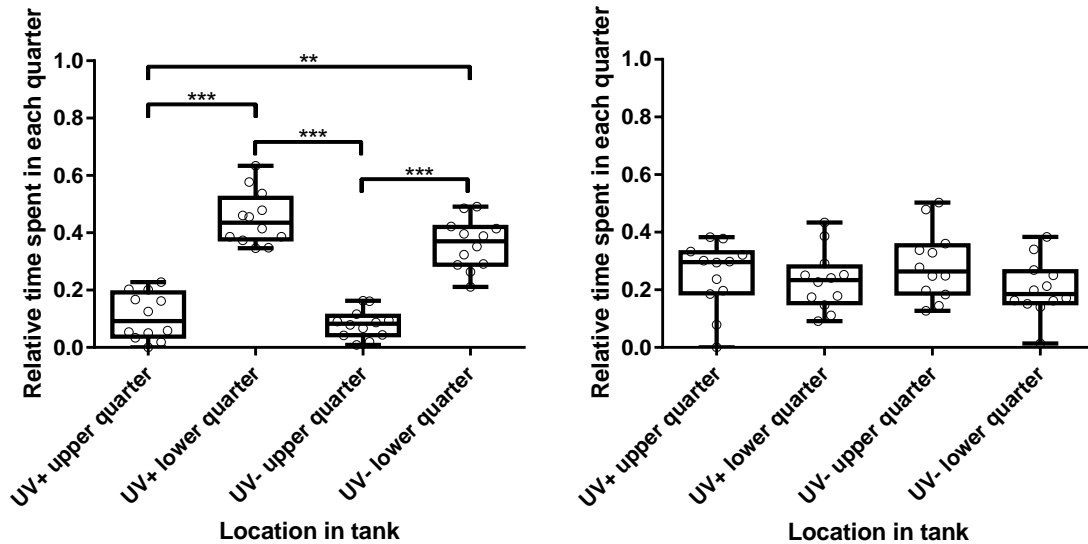 Relative time spent in each quarter
1.0
0.8
0.6
0.4
0.2
0.0
**
***
***
***
UV+ upper quarter
UV+ lower quarter
UV- upper quarter
UV- lower quarter
Location in tank
Relative time spent in each quarter
1.0
0.8
0.6
0.4
0.2
0.0
UV+ upper quarter
UV+ lower quarter
UV- upper quarter
UV- lower quarter
Location in tank